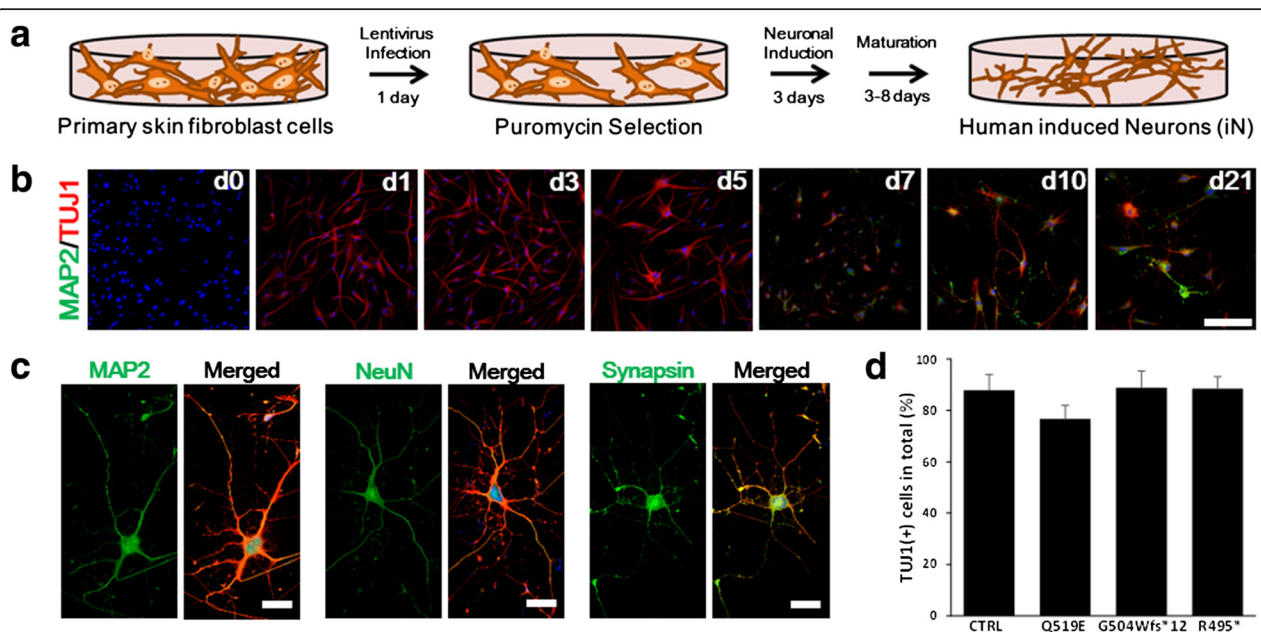 a
Lentivirus
Infection
1 day
Neuronal
Induction
3 days
Maturation
3-8 days
Primary skin fibroblast cells
Puromycin Selection
Human induced Neurons (iN)
b
MAP2/TUJ1
d0
d1
d3
d5
d7
d10
d21
c
MAP2
Merged
NeuN
Merged
Synapsin
Merged
d
TUJ1(+) cells in total (%)
100
80
60
40
20
0
CTRL
Q519E
G504Wfs*12
R495*